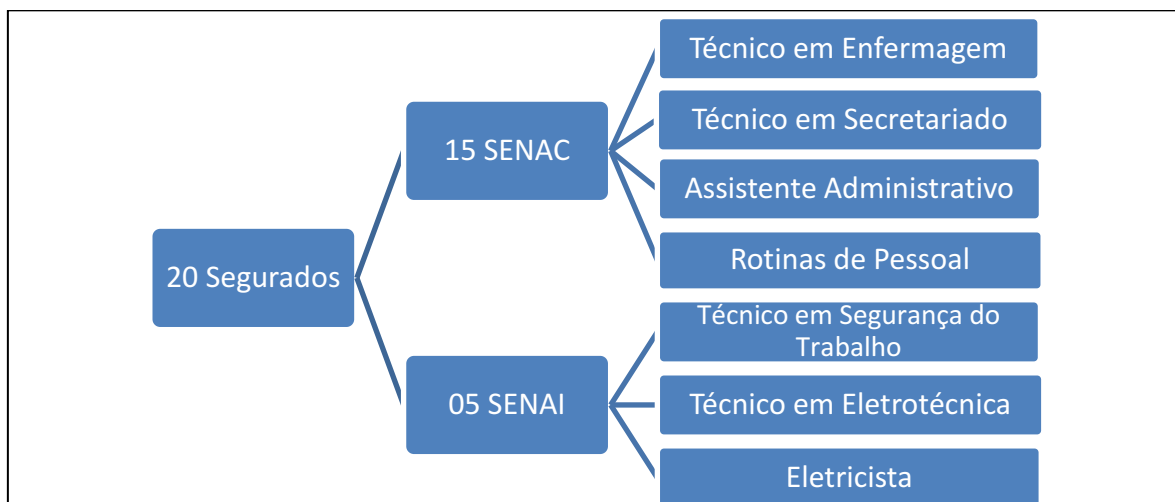 20 Segurados
15 SENAC
Técnico em Enfermagem
Técnico em Secretariado
Assistente Administrativo
Rotinas de Pessoal
05 SENAI
Técnico em Segurança do
Trabalho
Técnico em Eletrotécnica
Eletricista